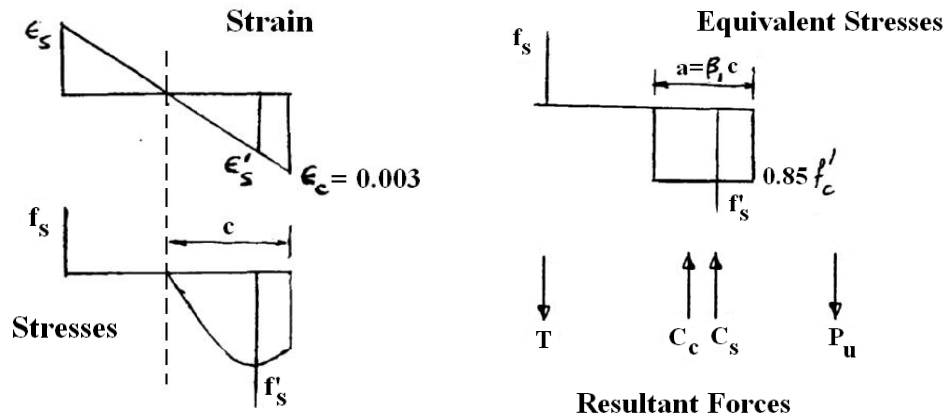 Strain
ϵs
ϵ's
ϵc = 0.003
fs
c
Stresses
f's
Equivalent Stresses
fs
a=β₁c
0.85 f'c
f's
T
Cc
Cs
Pu
Resultant Forces